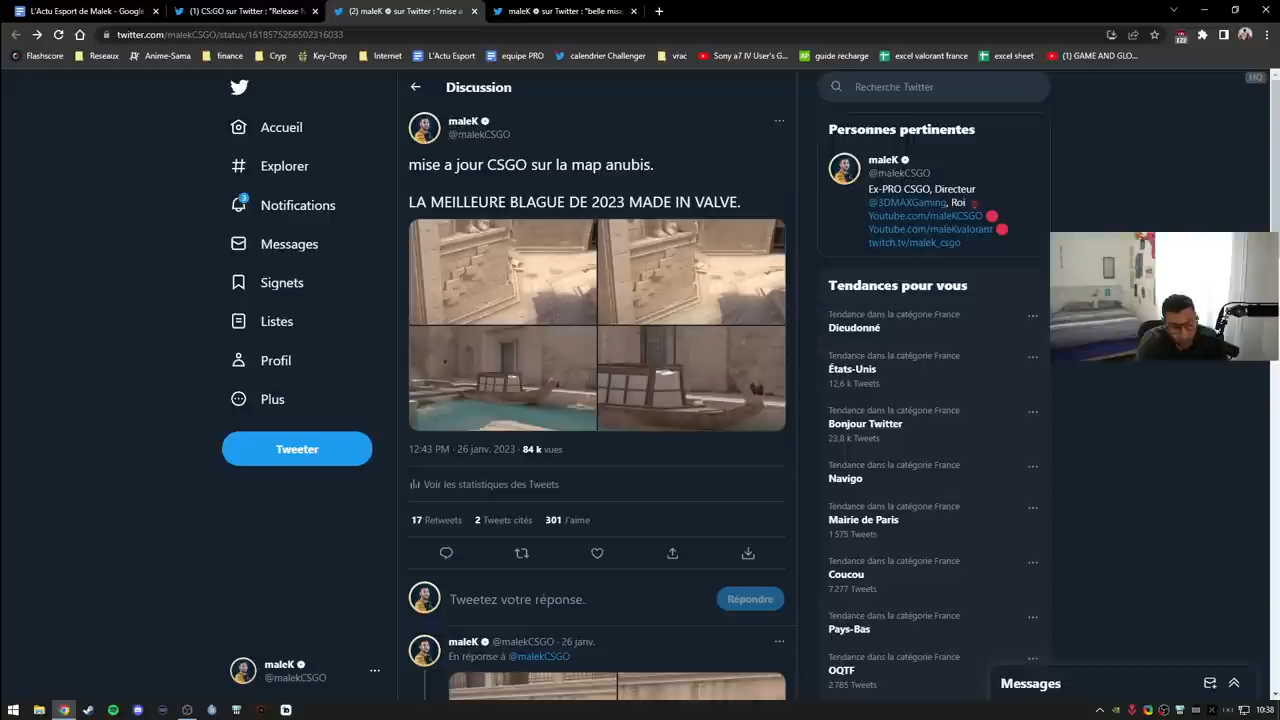 L'Actu Esport de Malek - Google
(1) CS:GO sur Twitter : "Release
(2) maleK sur Twitter : "mise a
maleK sur Twitter : "belle mise
twitter.com/malekCSGO/status/1618575266502316033
122
Flashscore
Resaux
Anime-Sama
finance
Cryp
Key-Drop
Internet
L'Actu Esport
equipe PRO
calendrier Challenger
vrac
Sony a7 IV User's G...
guide recharge
excel valorant france
excel sheet
(1) GAME AND GLO...
HQ
Accueil
Explorer
3
Notifications
Messages
Signets
Listes
Profil
Plus
Tweeter
maleK
@malekCSGO
Discussion
maleK
@malekCSGO
mise a jour CSGO sur la map anubis.
LA MEILLEURE BLAGUE DE 2023 MADE IN VALVE.
12:43 PM · 26 janv. 2023 · 84 k vues
Voir les statistiques des Tweets
17 Retweets 2 Tweets cités 301 J'aime
Tweetez votre réponse.
Répondre
maleK @malekCSGO · 26 janv.
En réponse à @malekCSGO
Recherche Twitter
Personnes pertinentes
maleK
@malekCSGO
Ex-PRO CSGO, Directeur
@3DMAXGaming, Roi
Youtube.com/maleKCSGO
Youtube.com/maleKvalorant
twitch.tv/malek_csgo
Tendances pour vous
Tendance dans la catégorie France
Dieudonné
Tendance dans la catégorie France
États-Unis
12,6 k Tweets
Tendance dans la catégorie France
Bonjour Twitter
23,8 k Tweets
Tendance dans la catégorie France
Navigo
Tendance dans la catégorie France
Mairie de Paris
1 575 Tweets
Tendance dans la catégorie France
Coucou
7 277 Tweets
Tendance dans la catégorie France
Pays-Bas
Tendance dans la catégorie France
OQTF
2 785 Tweets
Messages
10:38